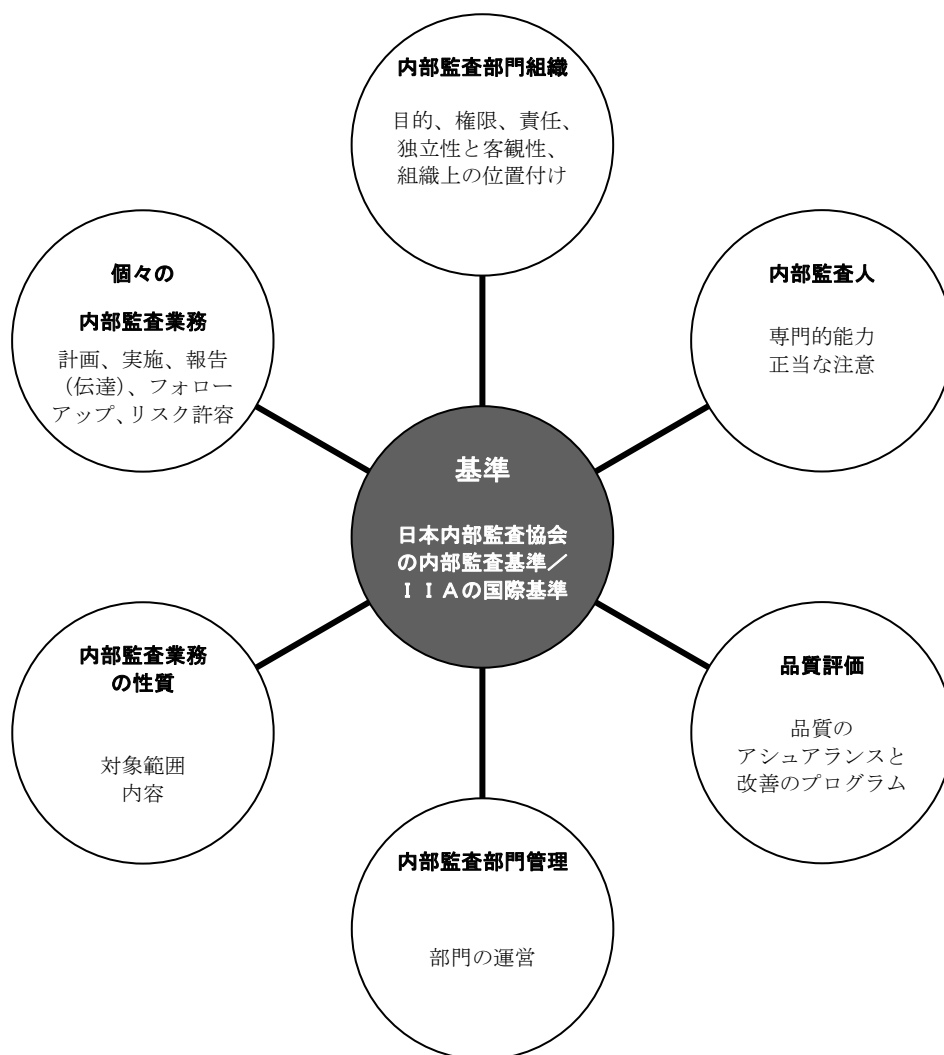 内部監査部門組織
目的、権限、責任、
独立性と客観性、
組織上の位置付け
個々の
内部監査業務
計画、実施、報告
（伝達）、フォロー
アップ、リスク許容
内部監査人
専門的能力
正当な注意
基準
日本内部監査協会
の内部監査基準／
ＩＩＡの国際基準
内部監査業務
の性質
対象範囲
内容
品質評価
品質の
アシュアランスと
改善のプログラム
内部監査部門管理
部門の運営